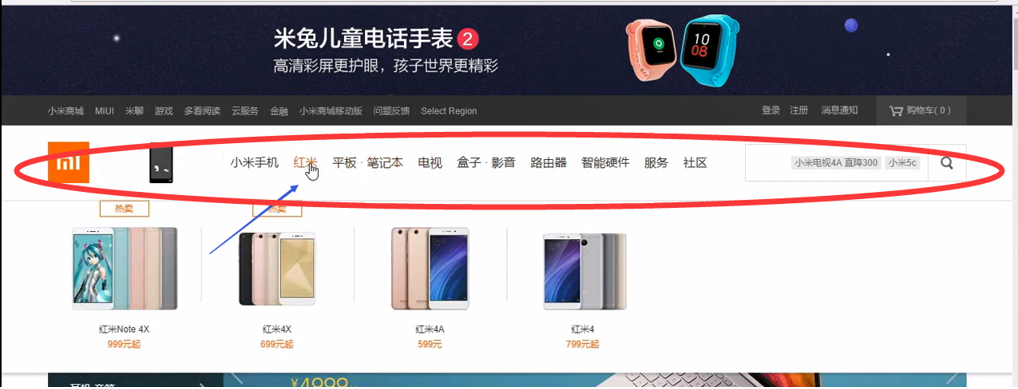 米兔儿童电话手表2
高清彩屏更护眼，孩子世界更精彩
小米商城 MIUI 米聊 游戏 多看阅读 云服务 金融 小米商城移动版 问题反馈 Select Region 登录 注册 消息通知 购物车( 0 )
mi 小米手机 红米 平板 · 笔记本 电视 盒子 · 影音 路由器 智能硬件 服务 社区 小米电视4A 直降300 小米5c
热卖 热卖
红米Note 4X 红米4X 红米4A 红米4
999元起 699元起 599元 799元起
¥4999